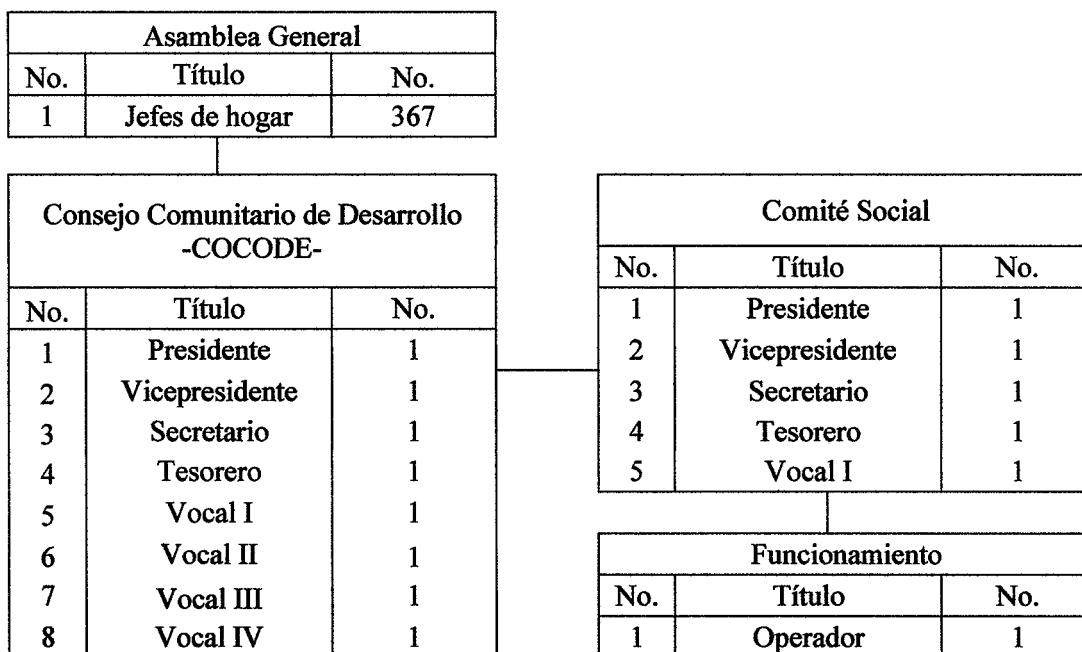 Asamblea General
No. Título No.
1 Jefes de hogar 367
Consejo Comunitario de Desarrollo
-COCODE-
No. Título No.
1 Presidente 1
2 Vicepresidente 1
3 Secretario 1
4 Tesorero 1
5 Vocal I 1
6 Vocal II 1
7 Vocal III 1
8 Vocal IV 1
Comité Social
No. Título No.
1 Presidente 1
2 Vicepresidente 1
3 Secretario 1
4 Tesorero 1
5 Vocal I 1
Funcionamiento
No. Título No.
1 Operador 1